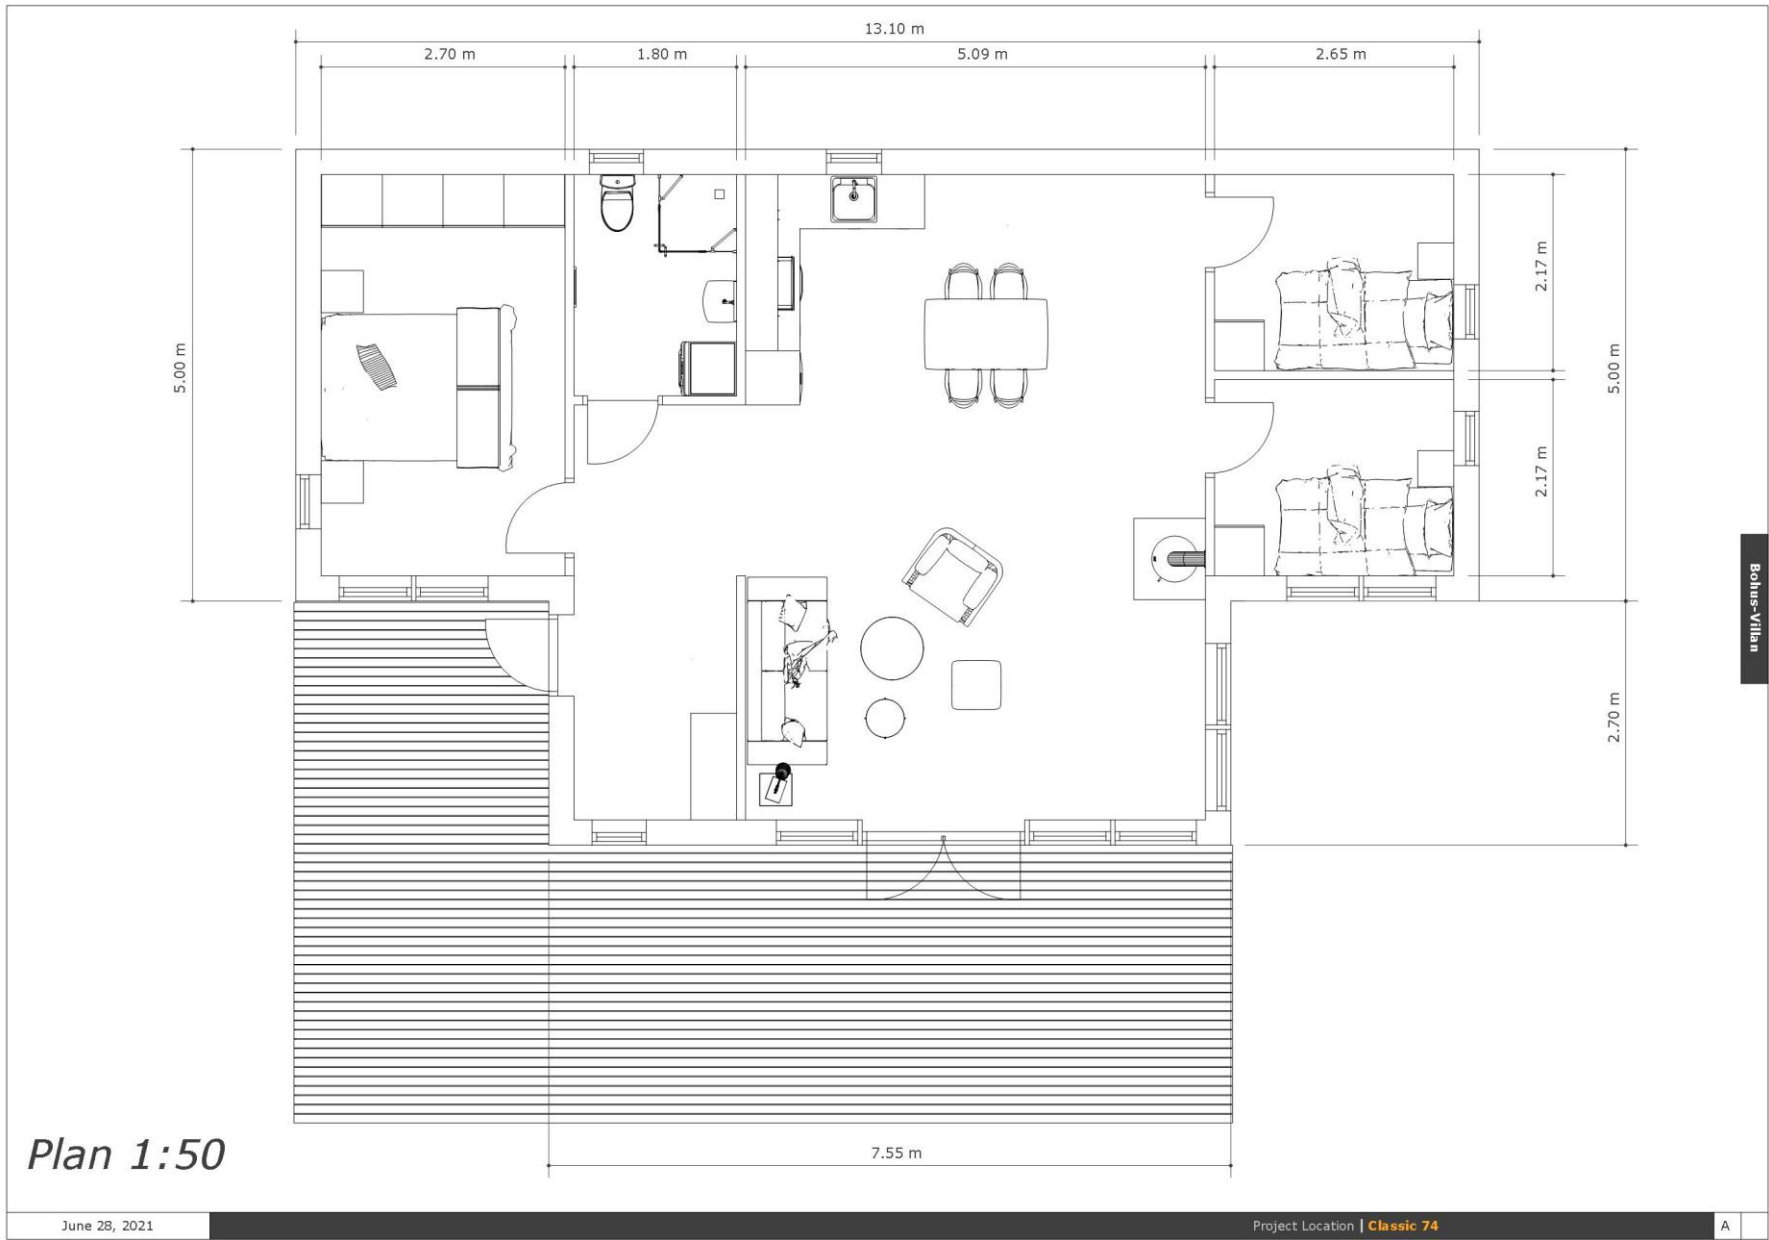 13.10 m
2.70 m
1.80 m
5.09 m
2.65 m
5.00 m
2.17 m
2.17 m
5.00 m
2.70 m
Bohus-Villan
7.55 m
Plan 1:50
June 28, 2021
Project Location | Classic 74
A